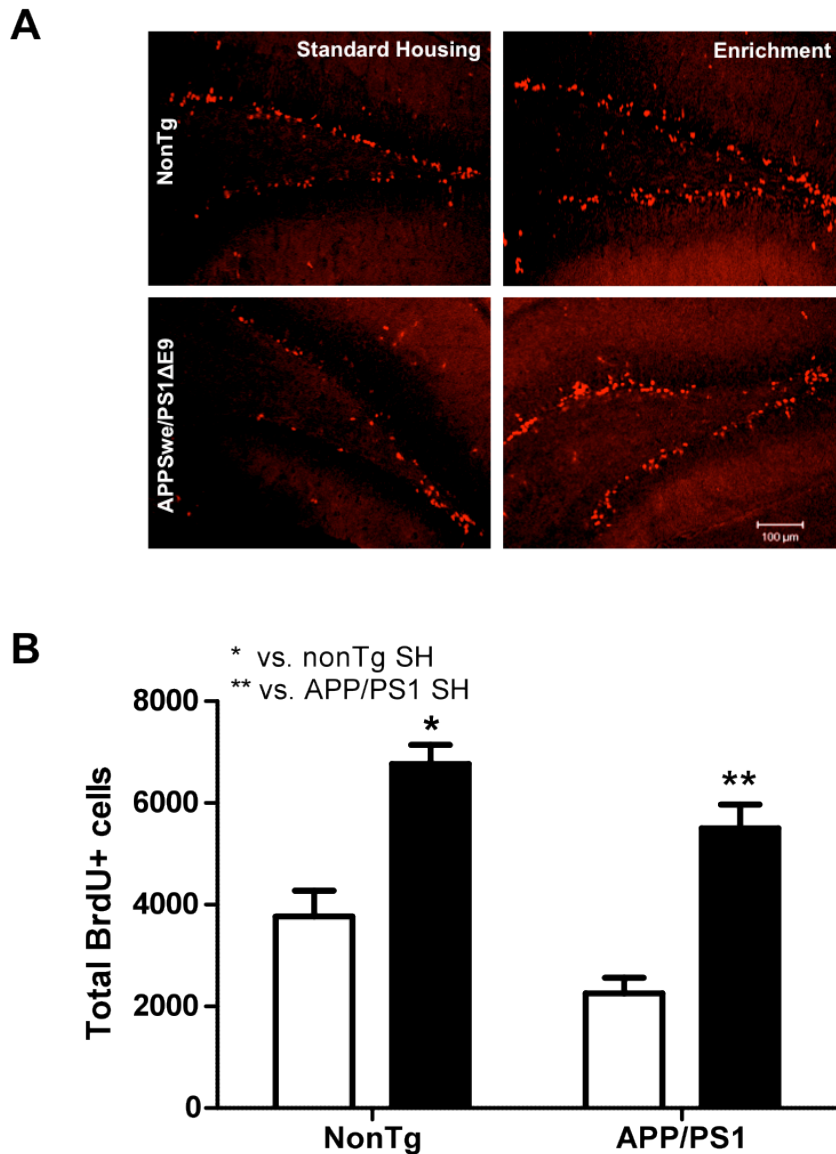 A
Standard Housing
Enrichment
NonTg
APPSwe/PS1ΔE9
100 µm
B
* vs. nonTg SH
** vs. APP/PS1 SH
8000
6000
4000
2000
0
Total BrdU+ cells
*
**
NonTg
APP/PS1